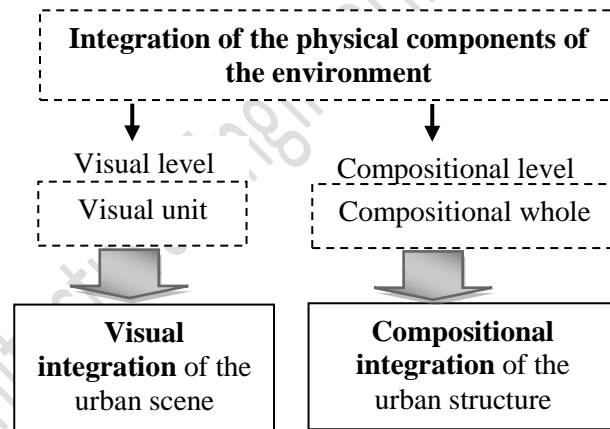 Integration of the physical components of
the environment
Visual level
Visual unit
Compositional level
Compositional whole
Visual
integration of the
urban scene
Compositional
integration of the
urban structure